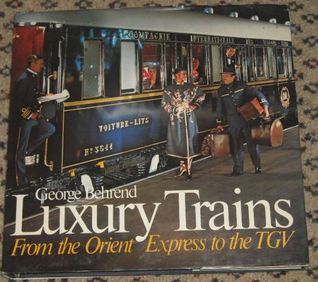 COMPAGNIE INTERNATIONALE
VOITURE-LITS
Nº 3544
George Behrend
Luxury Trains
From the Orient Express to the TGV